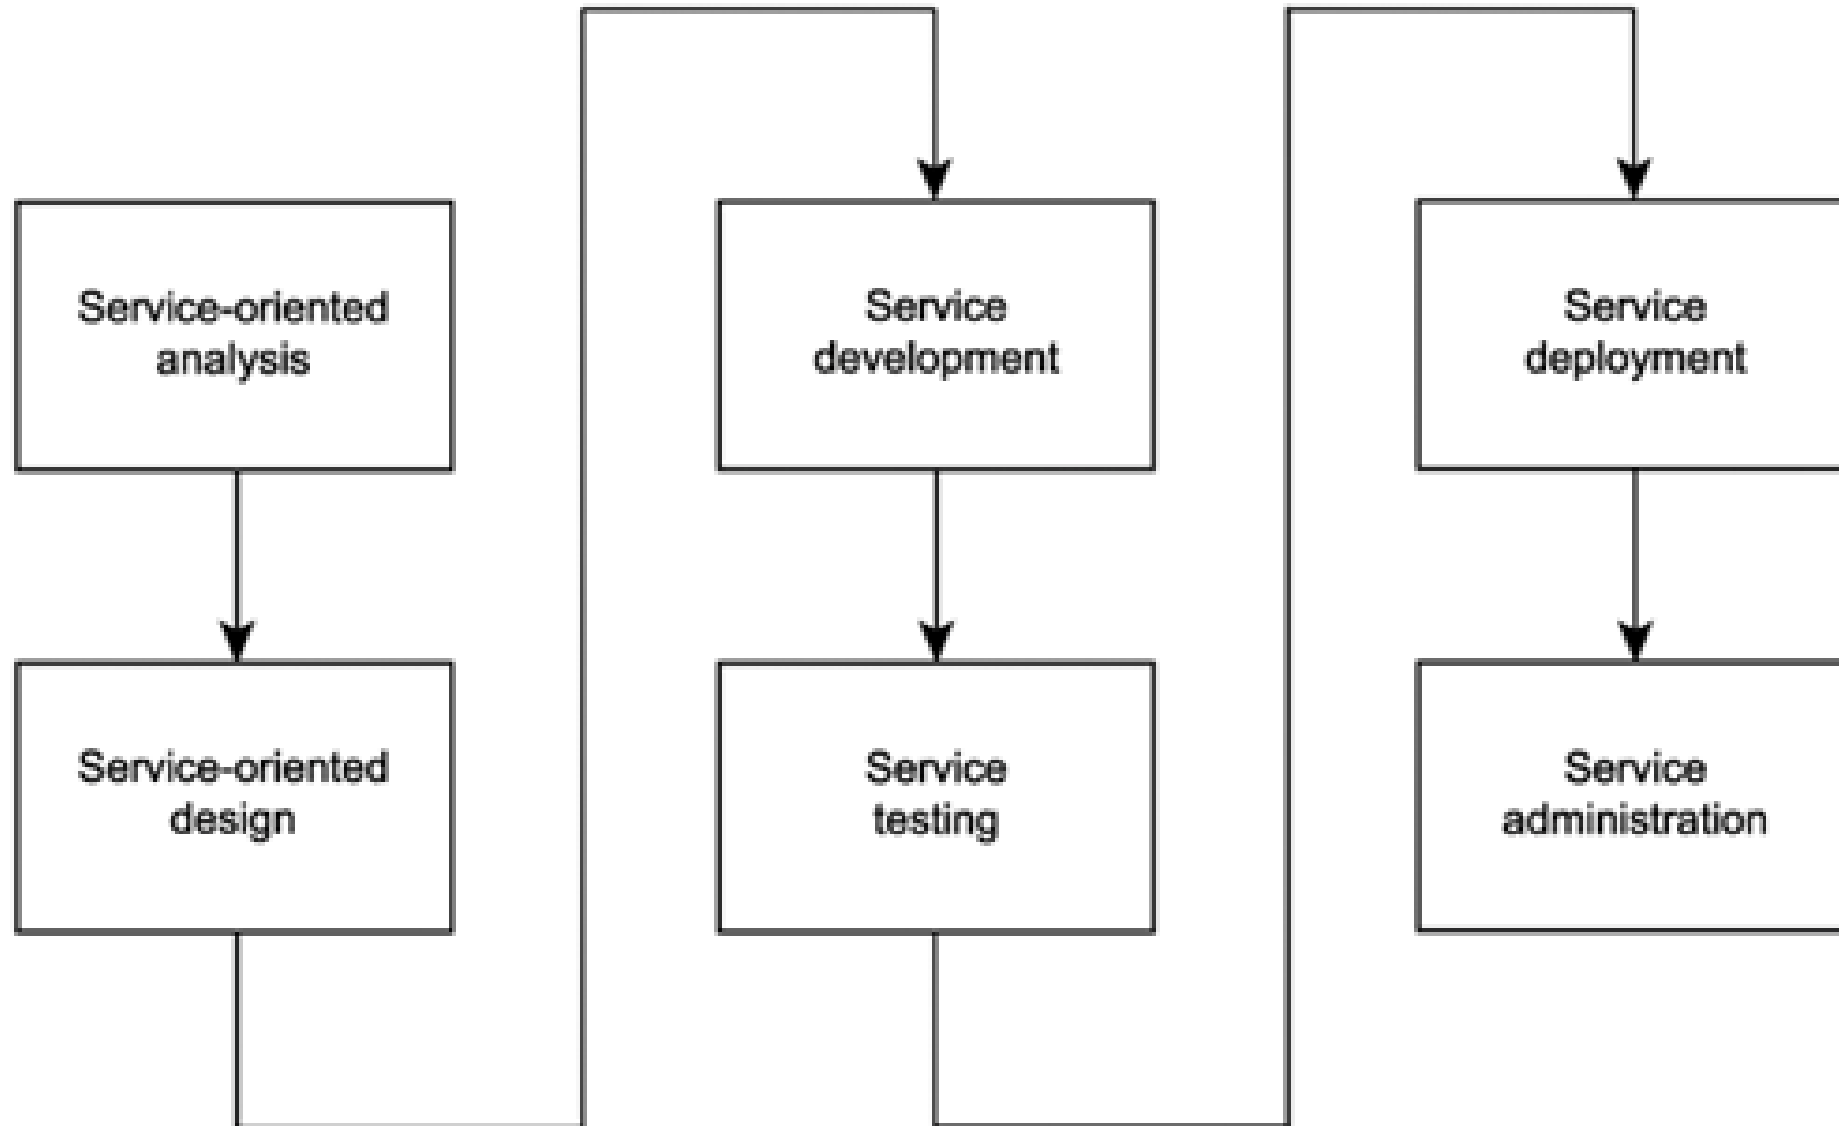 Service-oriented
analysis
Service-oriented
design
Service
development
Service
testing
Service
deployment
Service
administration